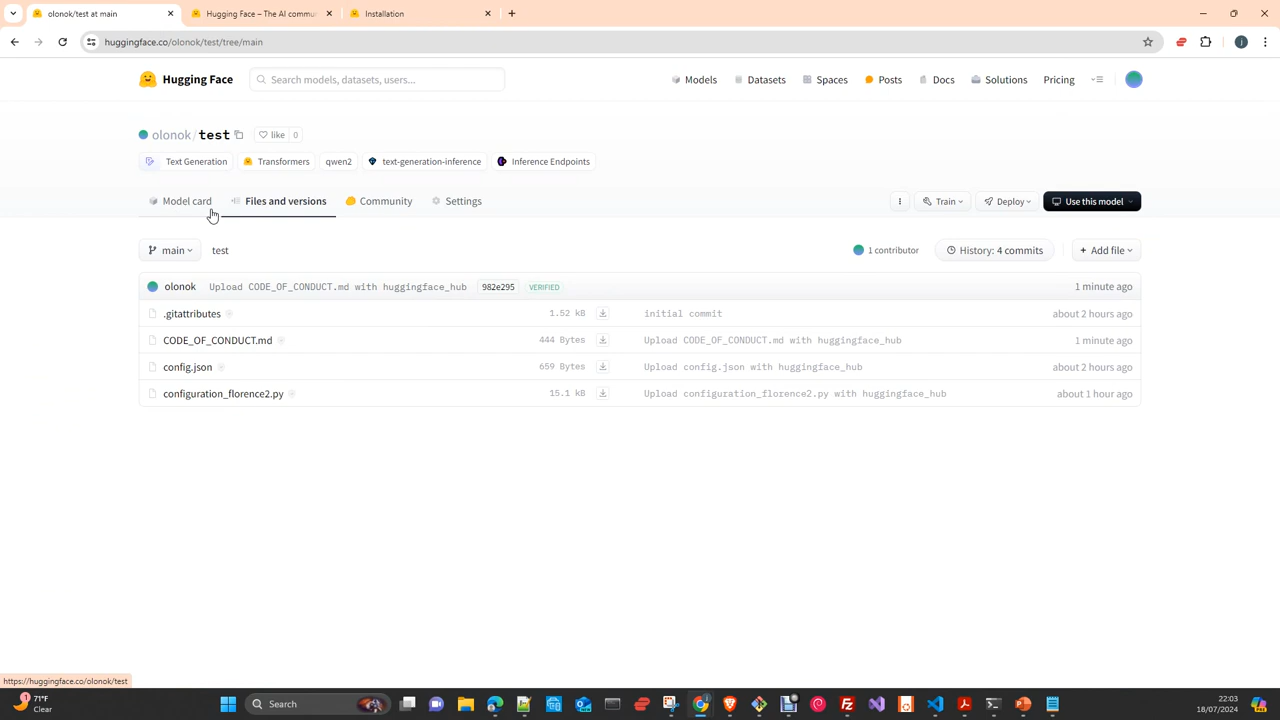 olonok/test at main
Hugging Face – The AI commu
Installation
huggingface.co/olonok/test/tree/main
Hugging Face
Search models, datasets, users...
Models
Datasets
Spaces
Posts
Docs
Solutions
Pricing
olonok/test
like 0
Text Generation
Transformers
qwen2
text-generation-inference
Inference Endpoints
Model card
Files and versions
Community
Settings
Train
Deploy
Use this model
main
test
1 contributor
History: 4 commits
+ Add file
olonok Upload CODE_OF_CONDUCT.md with huggingface_hub 982e295 VERIFIED 1 minute ago
.gitattributes 1.52 kB initial commit about 2 hours ago
CODE_OF_CONDUCT.md 444 Bytes Upload CODE_OF_CONDUCT.md with huggingface_hub 1 minute ago
config.json 659 Bytes Upload config.json with huggingface_hub about 2 hours ago
configuration_florence2.py 15.1 kB Upload configuration_florence2.py with huggingface_hub about 1 hour ago
https://huggingface.co/olonok/test
1
71°F
Clear
Search
22:03
18/07/2024